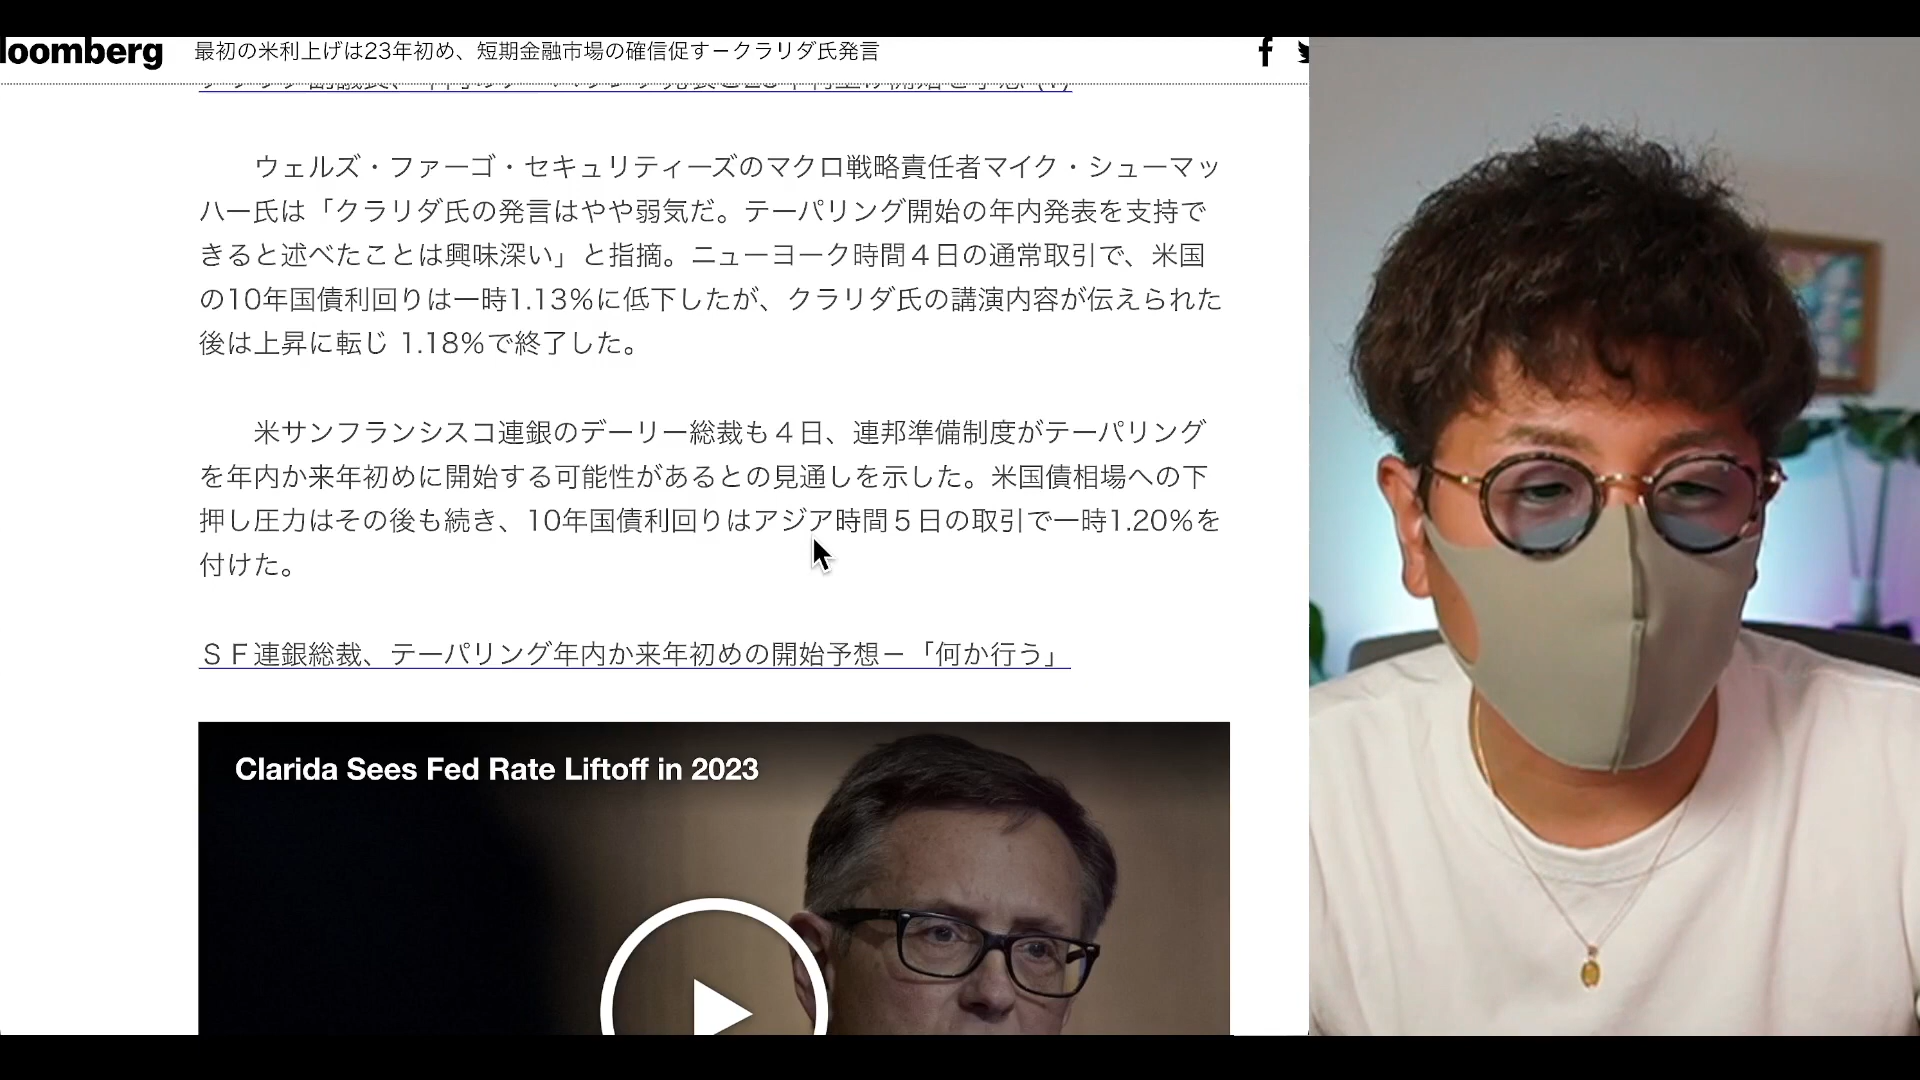 loomberg
最初の米利上げは23年初め、短期金融市場の確信促す－クラリダ氏発言
ウェルズ・ファーゴ・セキュリティーズのマクロ戦略責任者マイク・シューマッ
ハー氏は「クラリダ氏の発言はやや弱気だ。テーパリング開始の年内発表を支持で
きると述べたことは興味深い」と指摘。ニューヨーク時間４日の通常取引で、米国
の10年国債利回りは一時1.13%に低下したが、クラリダ氏の講演内容が伝えられた
後は上昇に転じ 1.18%で終了した。
米サンフランシスコ連銀のデーリー総裁も４日、連邦準備制度がテーパリング
を年内か来年初めに開始する可能性があるとの見通しを示した。米国債相場への下
押し圧力はその後も続き、10年国債利回りはアジア時間５日の取引で一時1.20%を
付けた。
ＳＦ連銀総裁、テーパリング年内か来年初めの開始予想－「何か行う」
Clarida Sees Fed Rate Liftoff in 2023